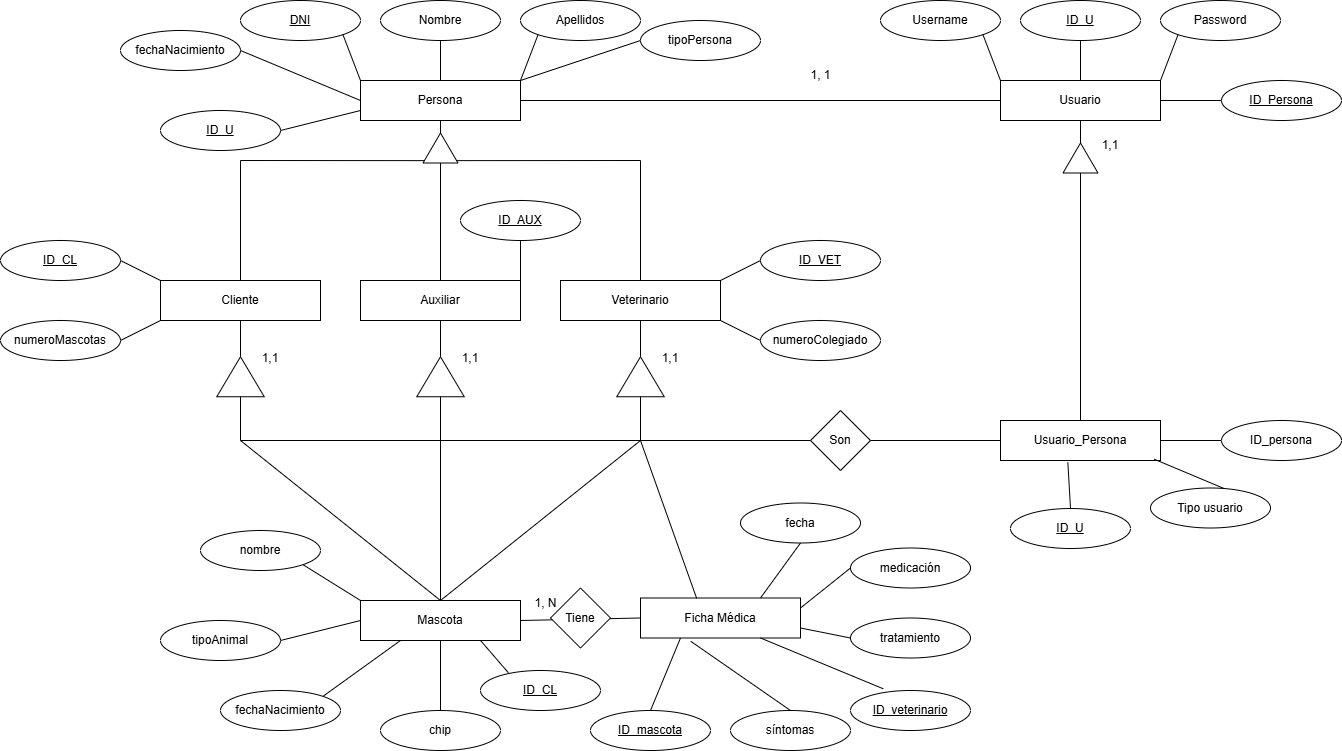 DNI
Nombre
Apellidos
tipoPersona
fechaNacimiento
ID_U
Persona
1, 1
Username
ID_U
Password
Usuario
ID_Persona
1,1
ID_AUX
ID_CL
numeroMascotas
Cliente
Auxiliar
Veterinario
ID_VET
numeroColegiado
1,1
1,1
1,1
Son
Usuario_Persona
ID_persona
Tipo usuario
ID_U
nombre
tipoAnimal
fechaNacimiento
Mascota
chip
ID_CL
1, N
Tiene
Ficha Médica
fecha
medicación
tratamiento
ID_veterinario
síntomas
ID_mascota